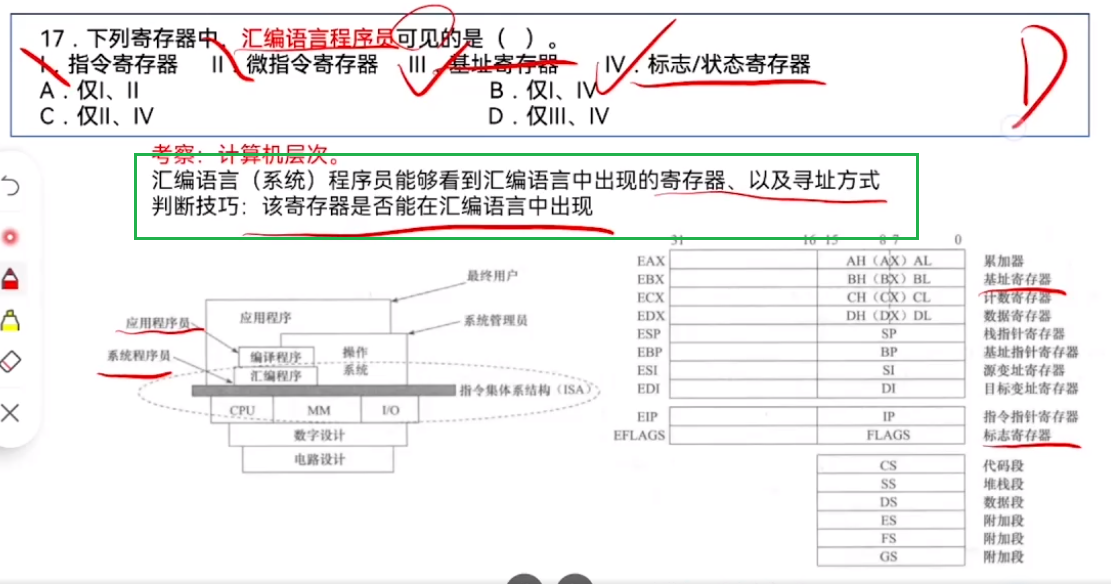 17．下列寄存器中，汇编语言程序员可见的是（ ）。
I．指令寄存器 II．微指令寄存器 III．基址寄存器 IV．标志/状态寄存器
A．仅I、II B．仅I、IV
C．仅II、IV D．仅III、IV
D
考察：计算机层次。
汇编语言（系统）程序员能够看到汇编语言中出现的寄存器、以及寻址方式
判断技巧：该寄存器是否能在汇编语言中出现
最终用户
应用程序
应用程序员
系统管理员
系统程序员
编译程序
操作
系统
汇编程序
指令集体系结构（ISA）
CPU MM I/O
数字设计
电路设计
31 16 15 8 7 0
EAX AH（AX）AL 累加器
EBX BH（BX）BL 基址寄存器
ECX CH（CX）CL 计数寄存器
EDX DH（DX）DL 数据寄存器
ESP SP 栈指针寄存器
EBP BP 基址指针寄存器
ESI SI 源变址寄存器
EDI DI 目标变址寄存器
EIP IP 指令指针寄存器
EFLAGS FLAGS 标志寄存器
CS 代码段
SS 堆栈段
DS 数据段
ES 附加段
FS 附加段
GS 附加段